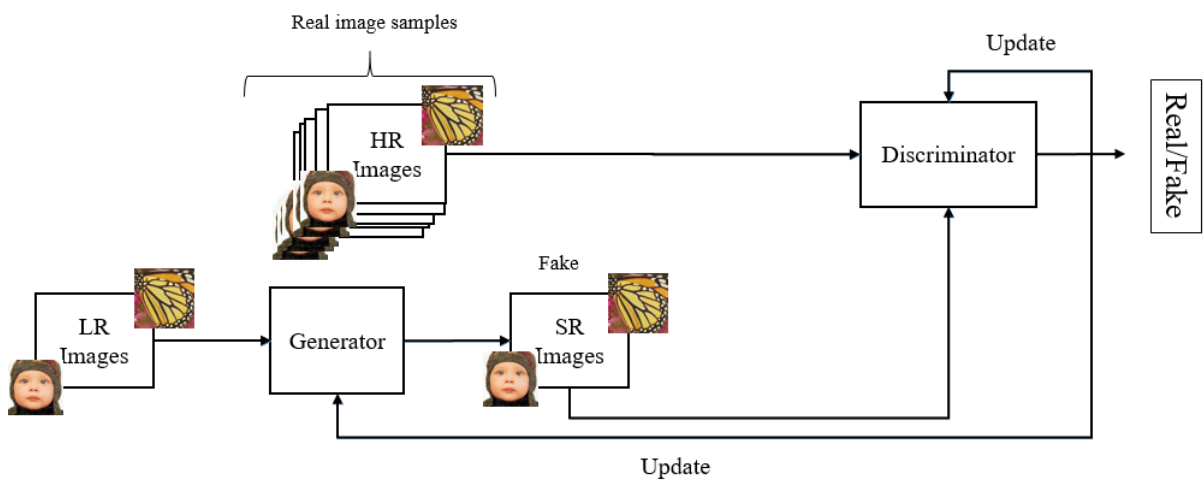 Real image samples
Update
HR
Images
Discriminator
Real/Fake
Fake
LR
Images
Generator
SR
Images
Update